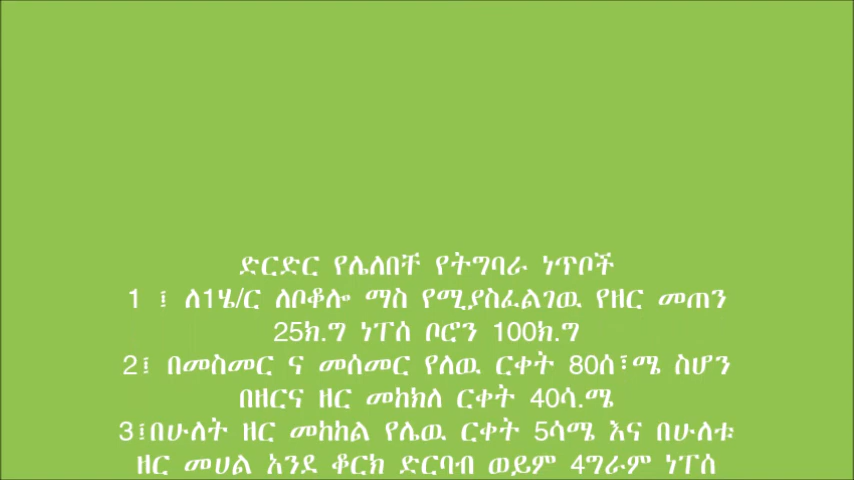 ድርድር የሌለበቸ የትግባራ ነጥቦች
1 ፤ ለ1ሄ/ር ለቦቆሎ ማስ የሚያስፈልገዉ የዘር መጠን
25ክ.ግ ነፐሰ ቦሮን 100ክ.ግ
2፤ በመስመር ና መሰመር የለዉ ርቀት 80ሰ፣ሜ ስሆን
በዘርና ዘር መከክለ ርቀት 40ሳ.ሜ
3፤በሁለት ዘር መከከል የሌዉ ርቀት 5ሳሜ እና በሁለቱ
ዘር መሀል አንደ ቆርክ ድርባብ ወይም 4ግራም ነፐሰ